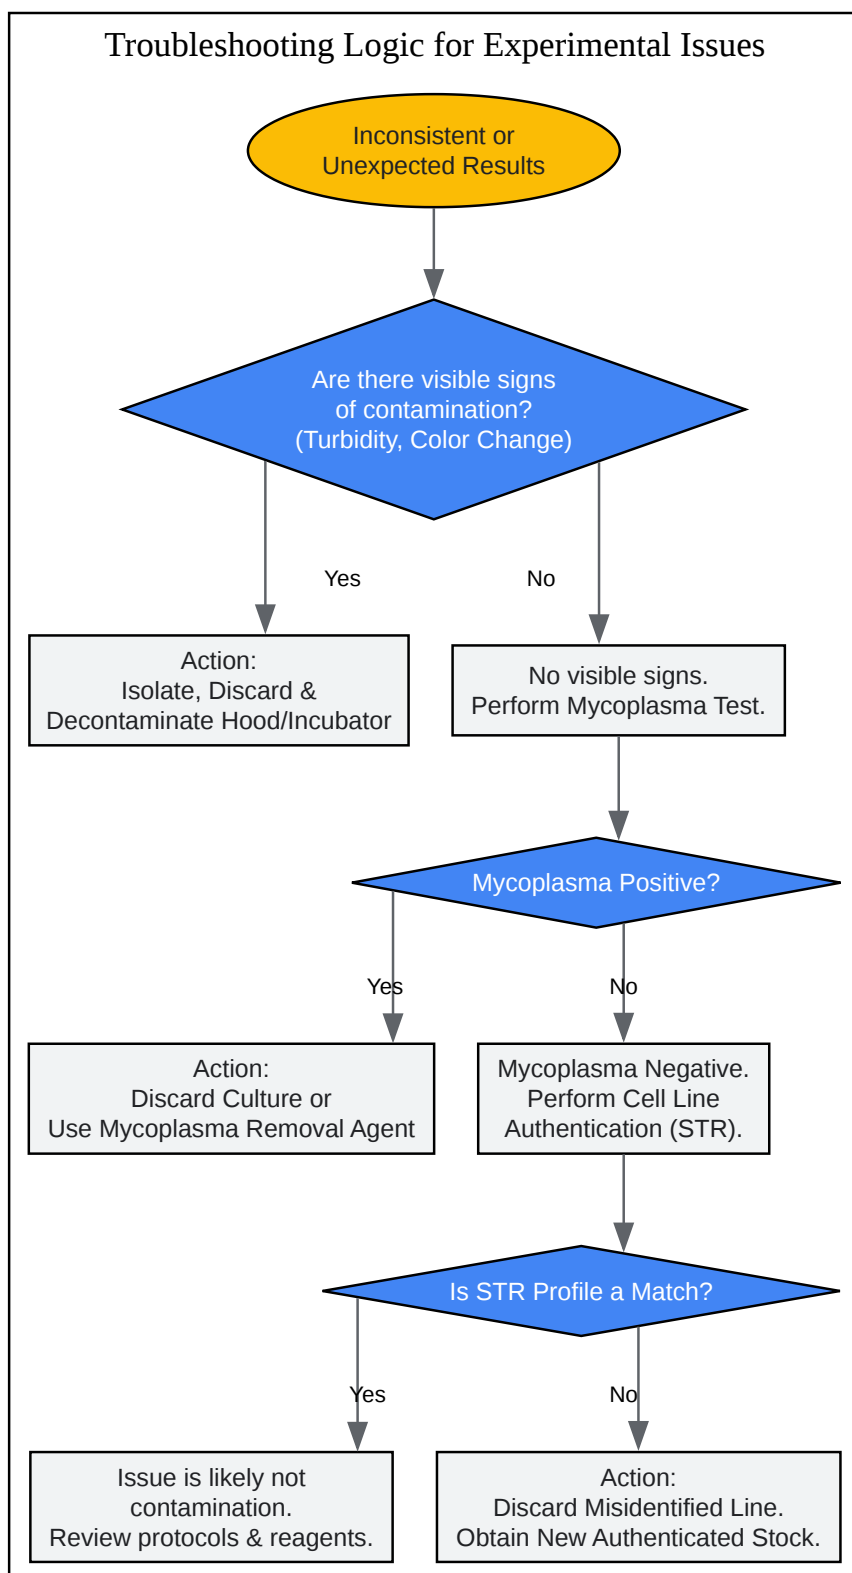 Troubleshooting Logic for Experimental Issues
Inconsistent or
Unexpected Results
Are there visible signs
of contamination?
(Turbidity, Color Change)
Yes
No
Action:
Isolate, Discard &
Decontaminate Hood/Incubator
No visible signs.
Perform Mycoplasma Test.
Mycoplasma Positive?
Yes
No
Action:
Discard Culture or
Use Mycoplasma Removal Agent
Mycoplasma Negative.
Perform Cell Line
Authentication (STR).
Is STR Profile a Match?
Yes
No
Issue is likely not
contamination.
Review protocols & reagents.
Action:
Discard Misidentified Line.
Obtain New Authenticated Stock.